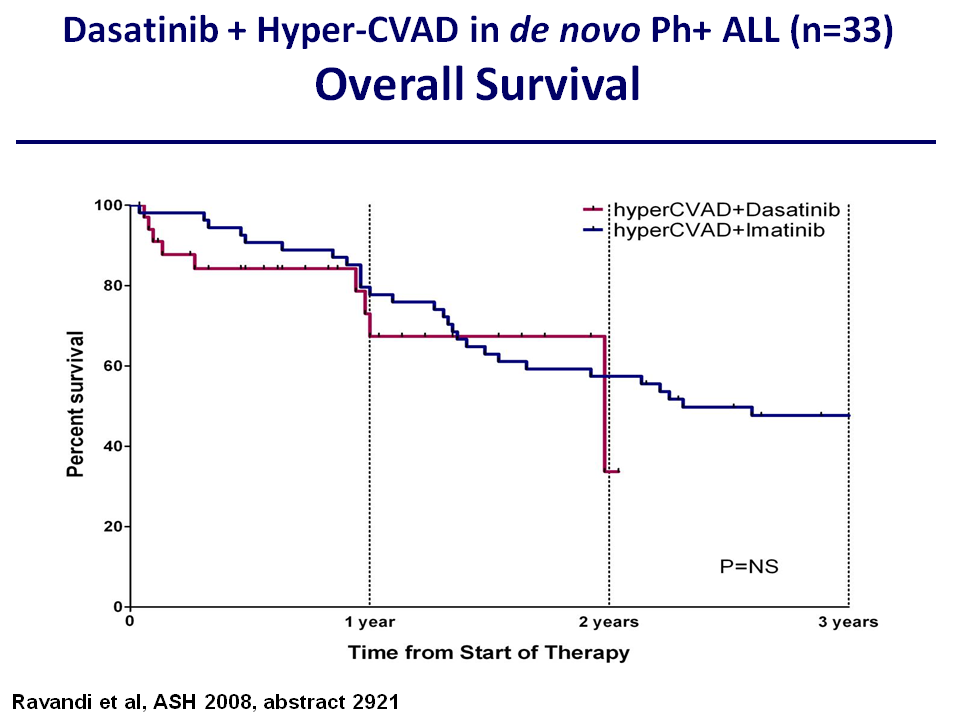 Dasatinib + Hyper-CVAD in de novo Ph+ ALL (n=33)
Overall Survival
hyperCVAD+Dasatinib
hyperCVAD+Imatinib
100
80
60
40
20
0
Percent survival
P=NS
0
1 year
2 years
3 years
Time from Start of Therapy
Ravandi et al, ASH 2008, abstract 2921